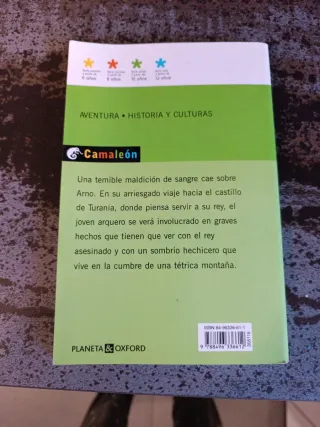 AVENTURA • HISTORIA Y CULTURAS
Camaleón
Una temible maldición de sangre cae sobre
Arno. En su arriesgado viaje hacia el castillo
de Turania, donde piensa servir a su rey, el
joven arquero se verá involucrado en graves
hechos que tienen que ver con el rey
asesinado y con un sombrío hechicero que
vive en la cumbre de una tétrica montaña.
PLANETA & OXFORD